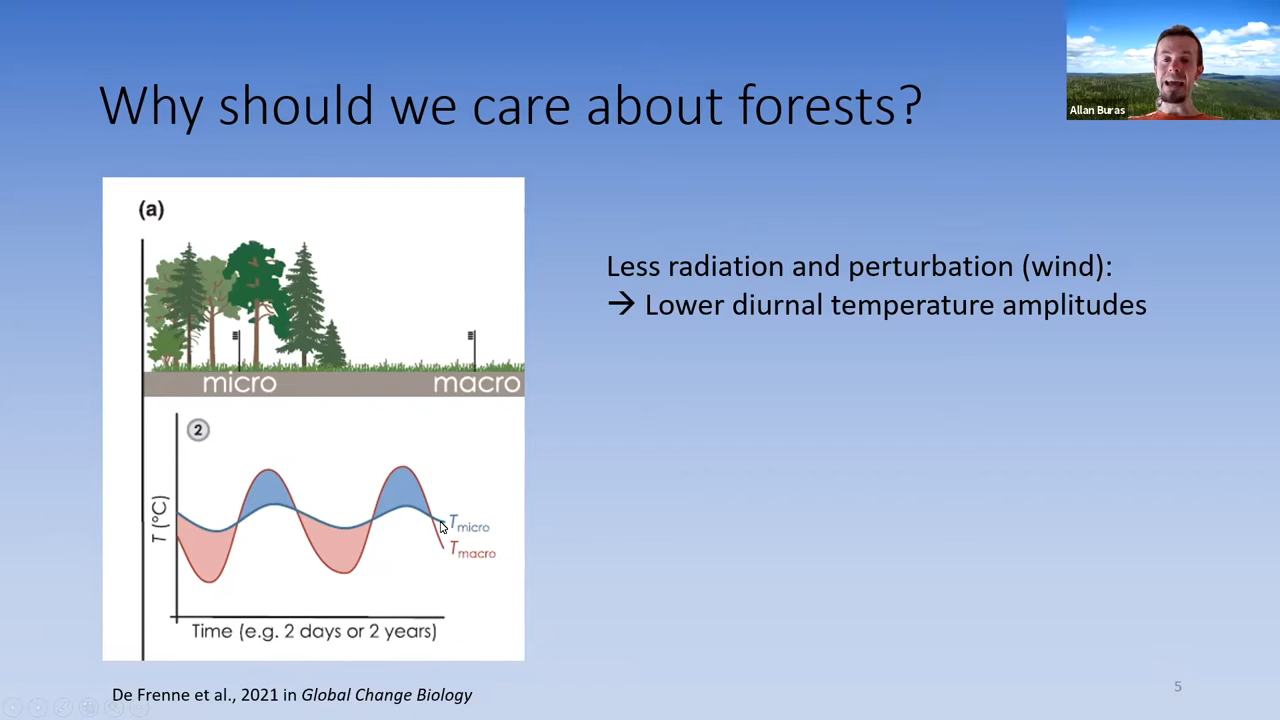 Why should we care about forests?
Allan Buras
(a)
micro
macro
2
T (°C)
Tmicro
Tmacro
Time (e.g. 2 days or 2 years)
Less radiation and perturbation (wind):
→ Lower diurnal temperature amplitudes
De Frenne et al., 2021 in Global Change Biology
5